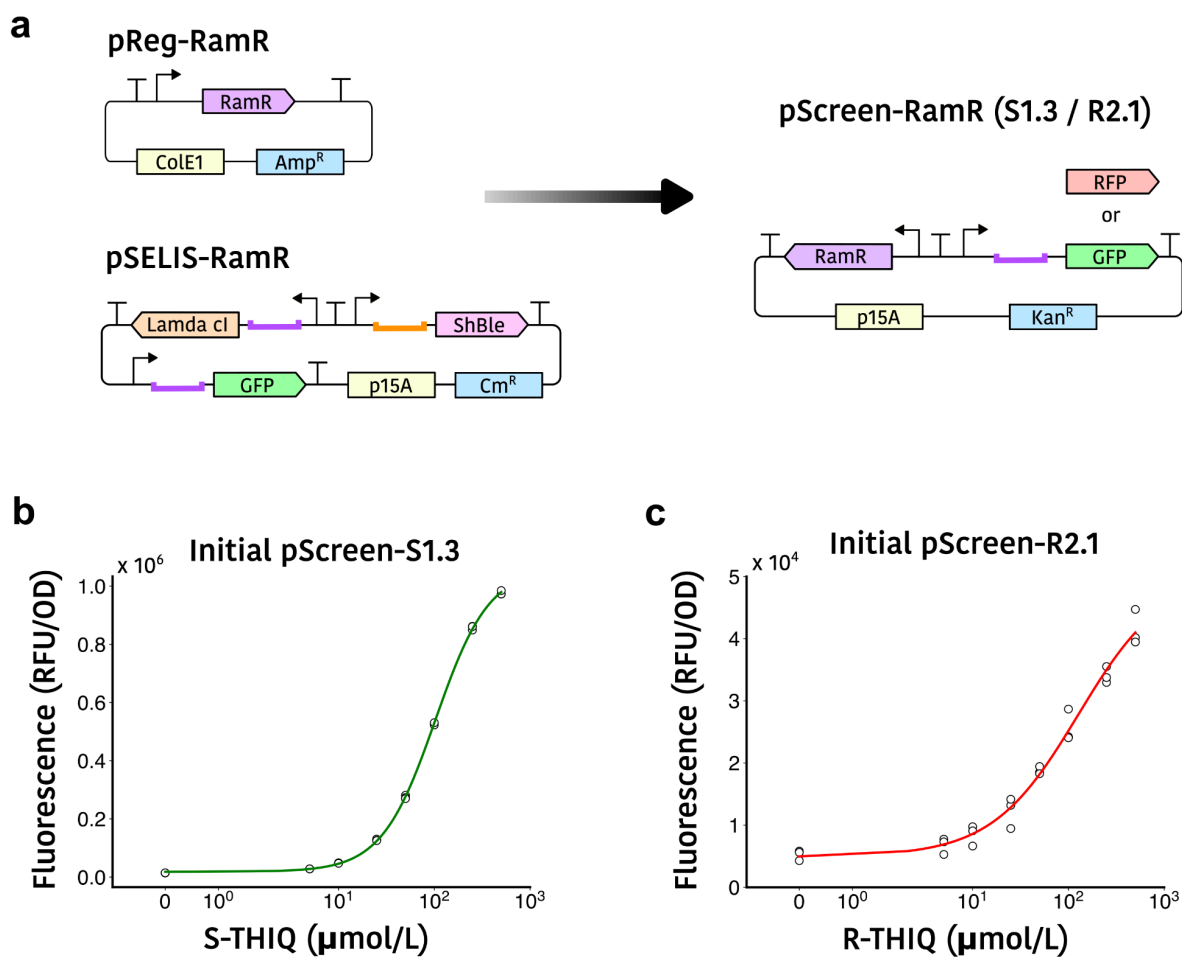 a
pReg-RamR
RamR
ColE1
Amp^R
pSELIS-RamR
Lamda cI
ShBle
GFP
p15A
Cm^R
pScreen-RamR (S1.3 / R2.1)
RFP
or
RamR
GFP
p15A
Kan^R
b
Initial pScreen-S1.3
x 10^6
Fluorescence (RFU/OD)
1.0
0.8
0.6
0.4
0.2
0.0
0
10^0
10^1
10^2
10^3
S-THIQ (μmol/L)
c
Initial pScreen-R2.1
x 10^4
Fluorescence (RFU/OD)
5
4
3
2
1
0
0
10^0
10^1
10^2
10^3
R-THIQ (μmol/L)